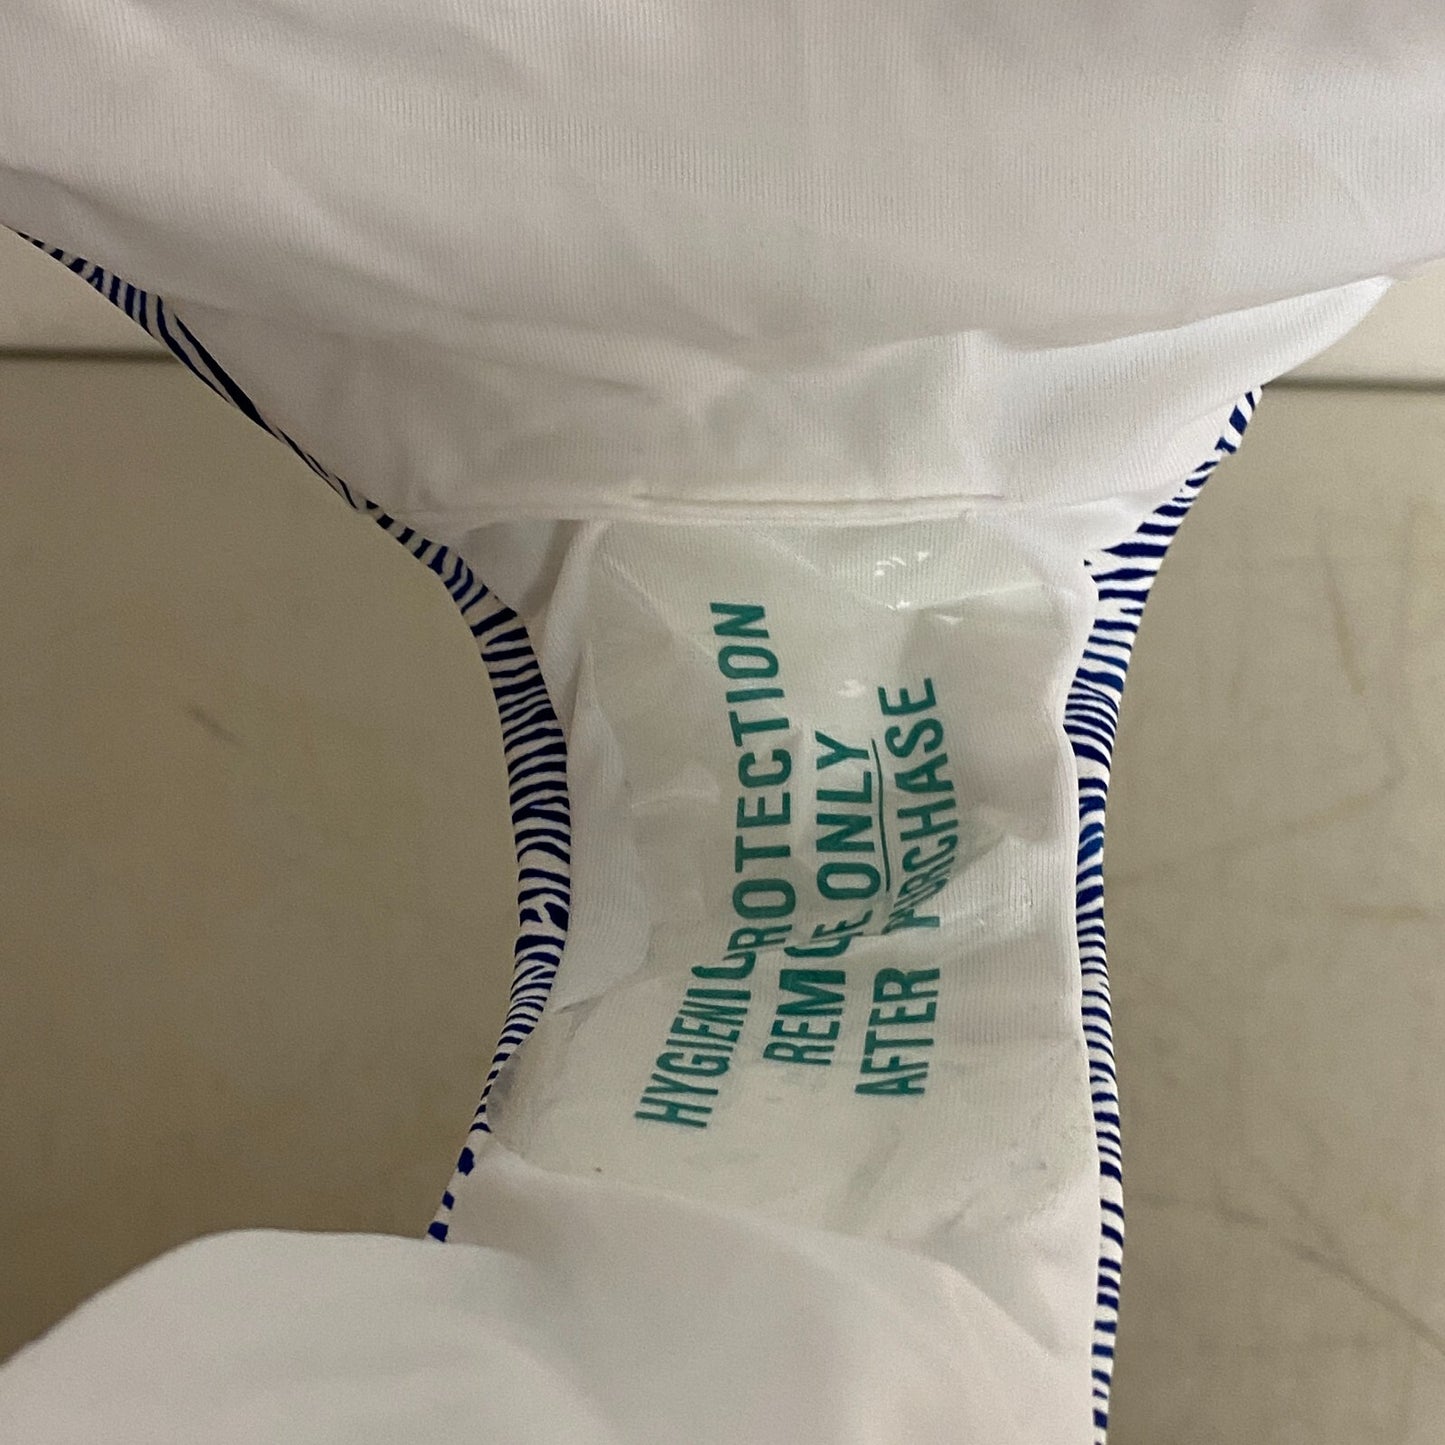 HYGIENIC PROTECTION
REMOVE ONLY
AFTER PURCHASE